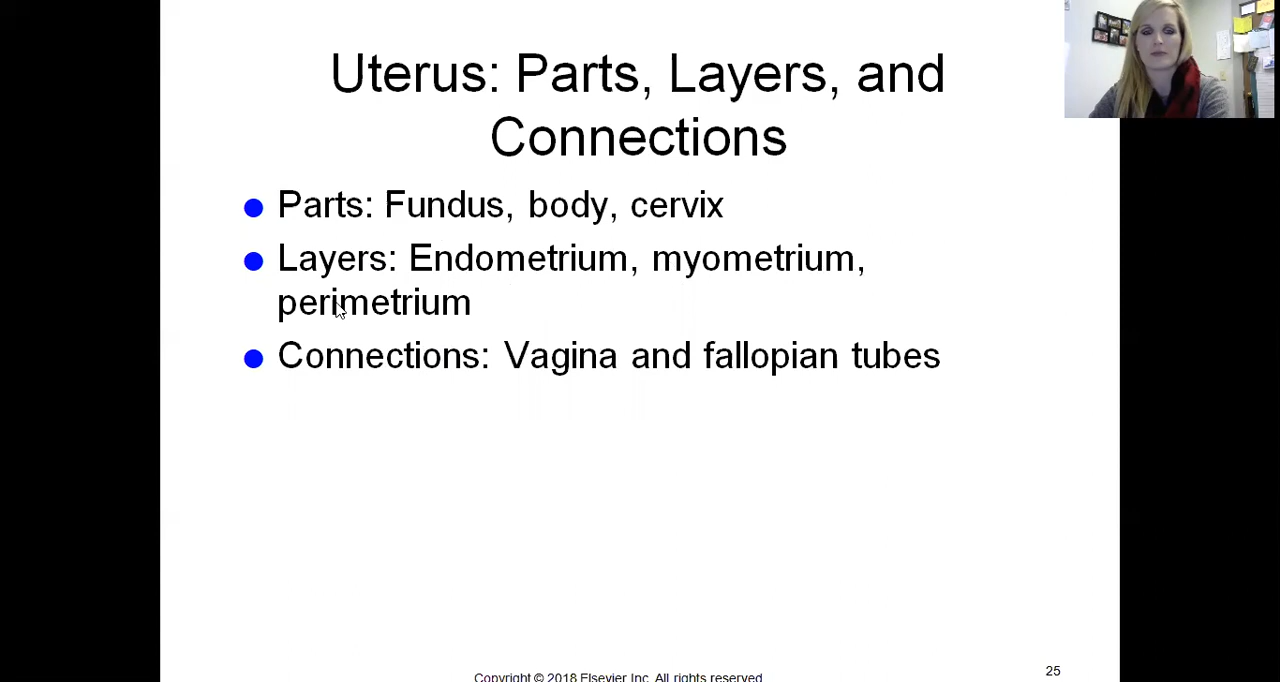 Uterus: Parts, Layers, and
Connections
Parts: Fundus, body, cervix
Layers: Endometrium, myometrium,
perimetrium
Connections: Vagina and fallopian tubes
Copyright © 2018 Elsevier Inc. All rights reserved
25